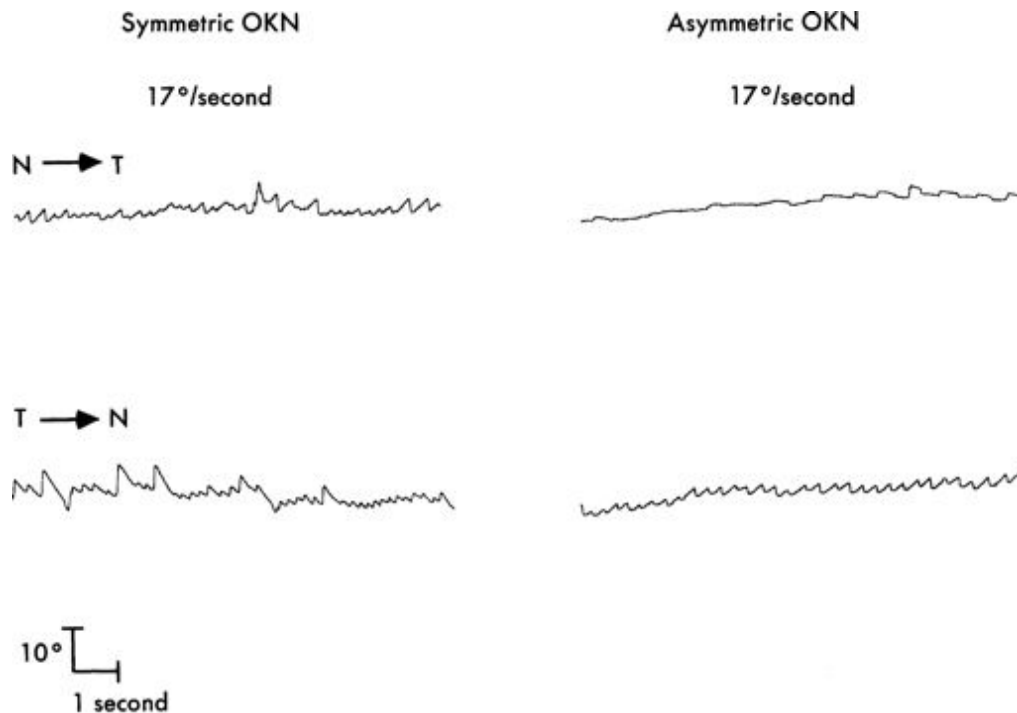 Symmetric OKN
Asymmetric OKN
17°/second
17°/second
N → T
T → N
10°
1 second